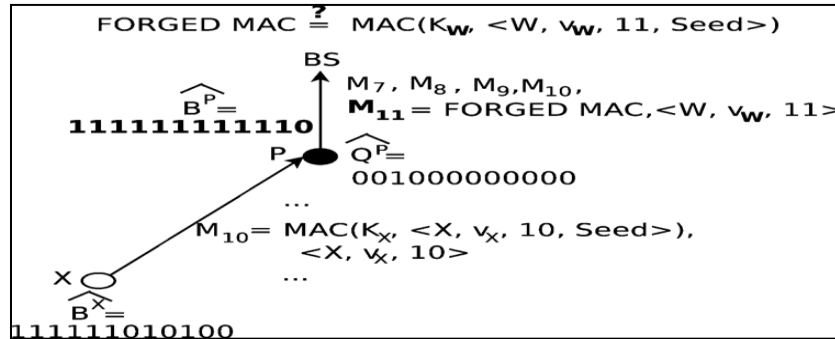 FORGED MAC ≟ MAC(K_W, <W, v_W, 11, Seed>)
BS
M_7, M_8, M_9, M_10,
B̂^P=
M_11= FORGED MAC,<W, v_W, 11>
111111111110
P
Q̂^P=
001000000000
...
M_10= MAC(K_X, <X, v_X, 10, Seed>),
<X, v_X, 10>
X
...
B̂^X=
111111010100